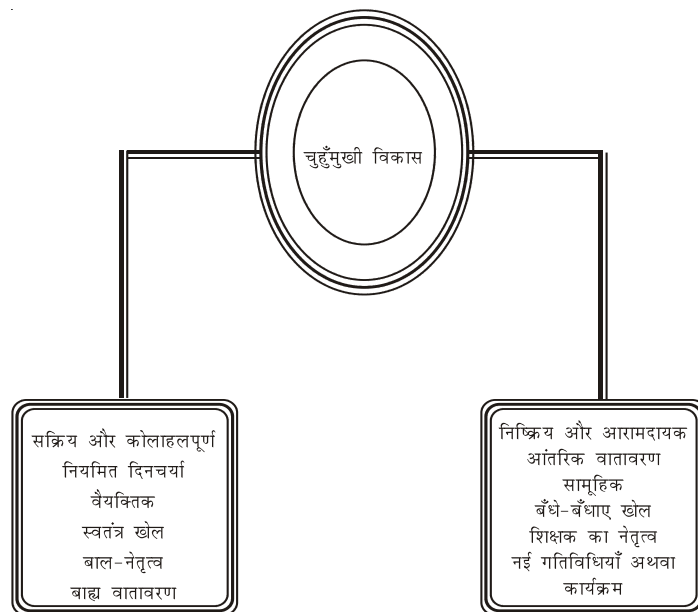 चुहुँमुखी विकास
सक्रिय और कोलाहलपूर्ण
नियमित दिनचर्या
वैयक्तिक
स्वतंत्र खेल
बाल-नेतृत्व
बाह्य वातावरण
निष्क्रिय और आरामदायक
आंतरिक वातावरण
सामूहिक
बँधे-बँधाए खेल
शिक्षक का नेतृत्व
नई गतिविधियाँ अथवा
कार्यक्रम